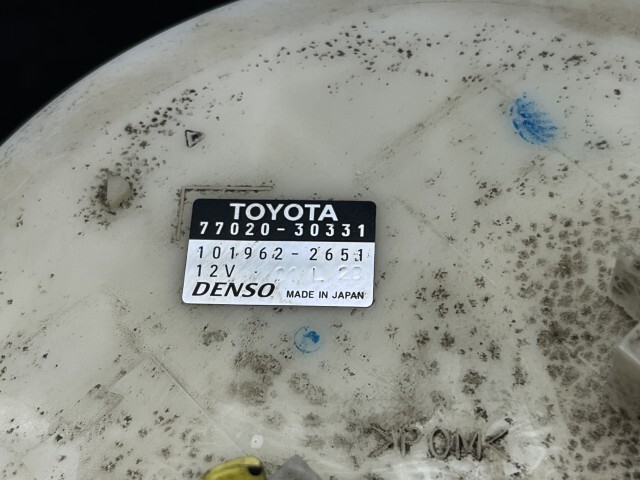 TOYOTA
77020-30331
101962-2651
12V
DENSO MADE IN JAPAN
>POM<